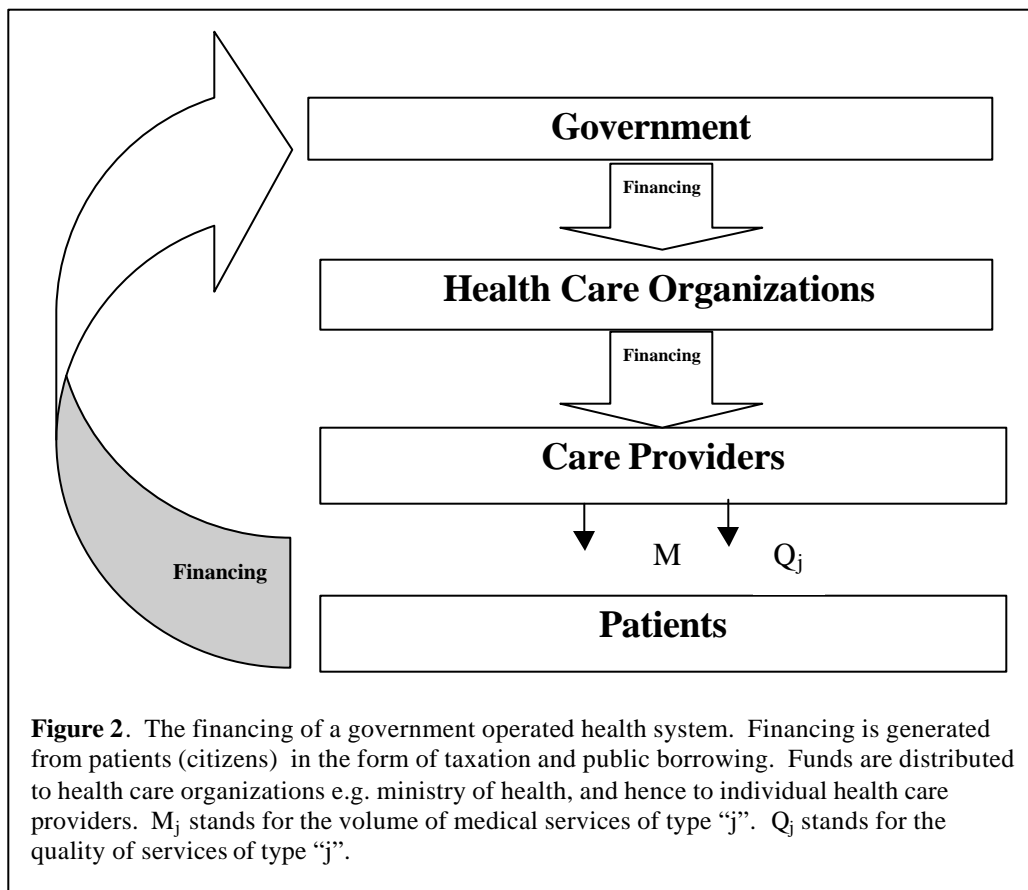 Government
Financing
Health Care Organizations
Financing
Care Providers
M Q_j
Financing
Patients
Figure 2. The financing of a government operated health system. Financing is generated
from patients (citizens) in the form of taxation and public borrowing. Funds are distributed
to health care organizations e.g. ministry of health, and hence to individual health care
providers. M_j stands for the volume of medical services of type “j”. Q_j stands for the
quality of services of type “j”.